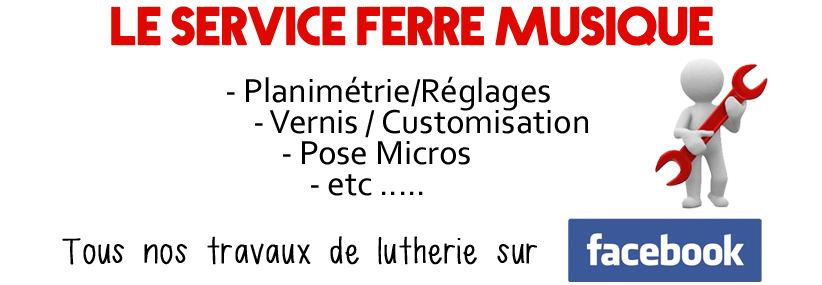 LE SERVICE FERRE MUSIQUE
- Planimétrie/Réglages
- Vernis / Customisation
- Pose Micros
- etc .....
Tous nos travaux de lutherie sur facebook